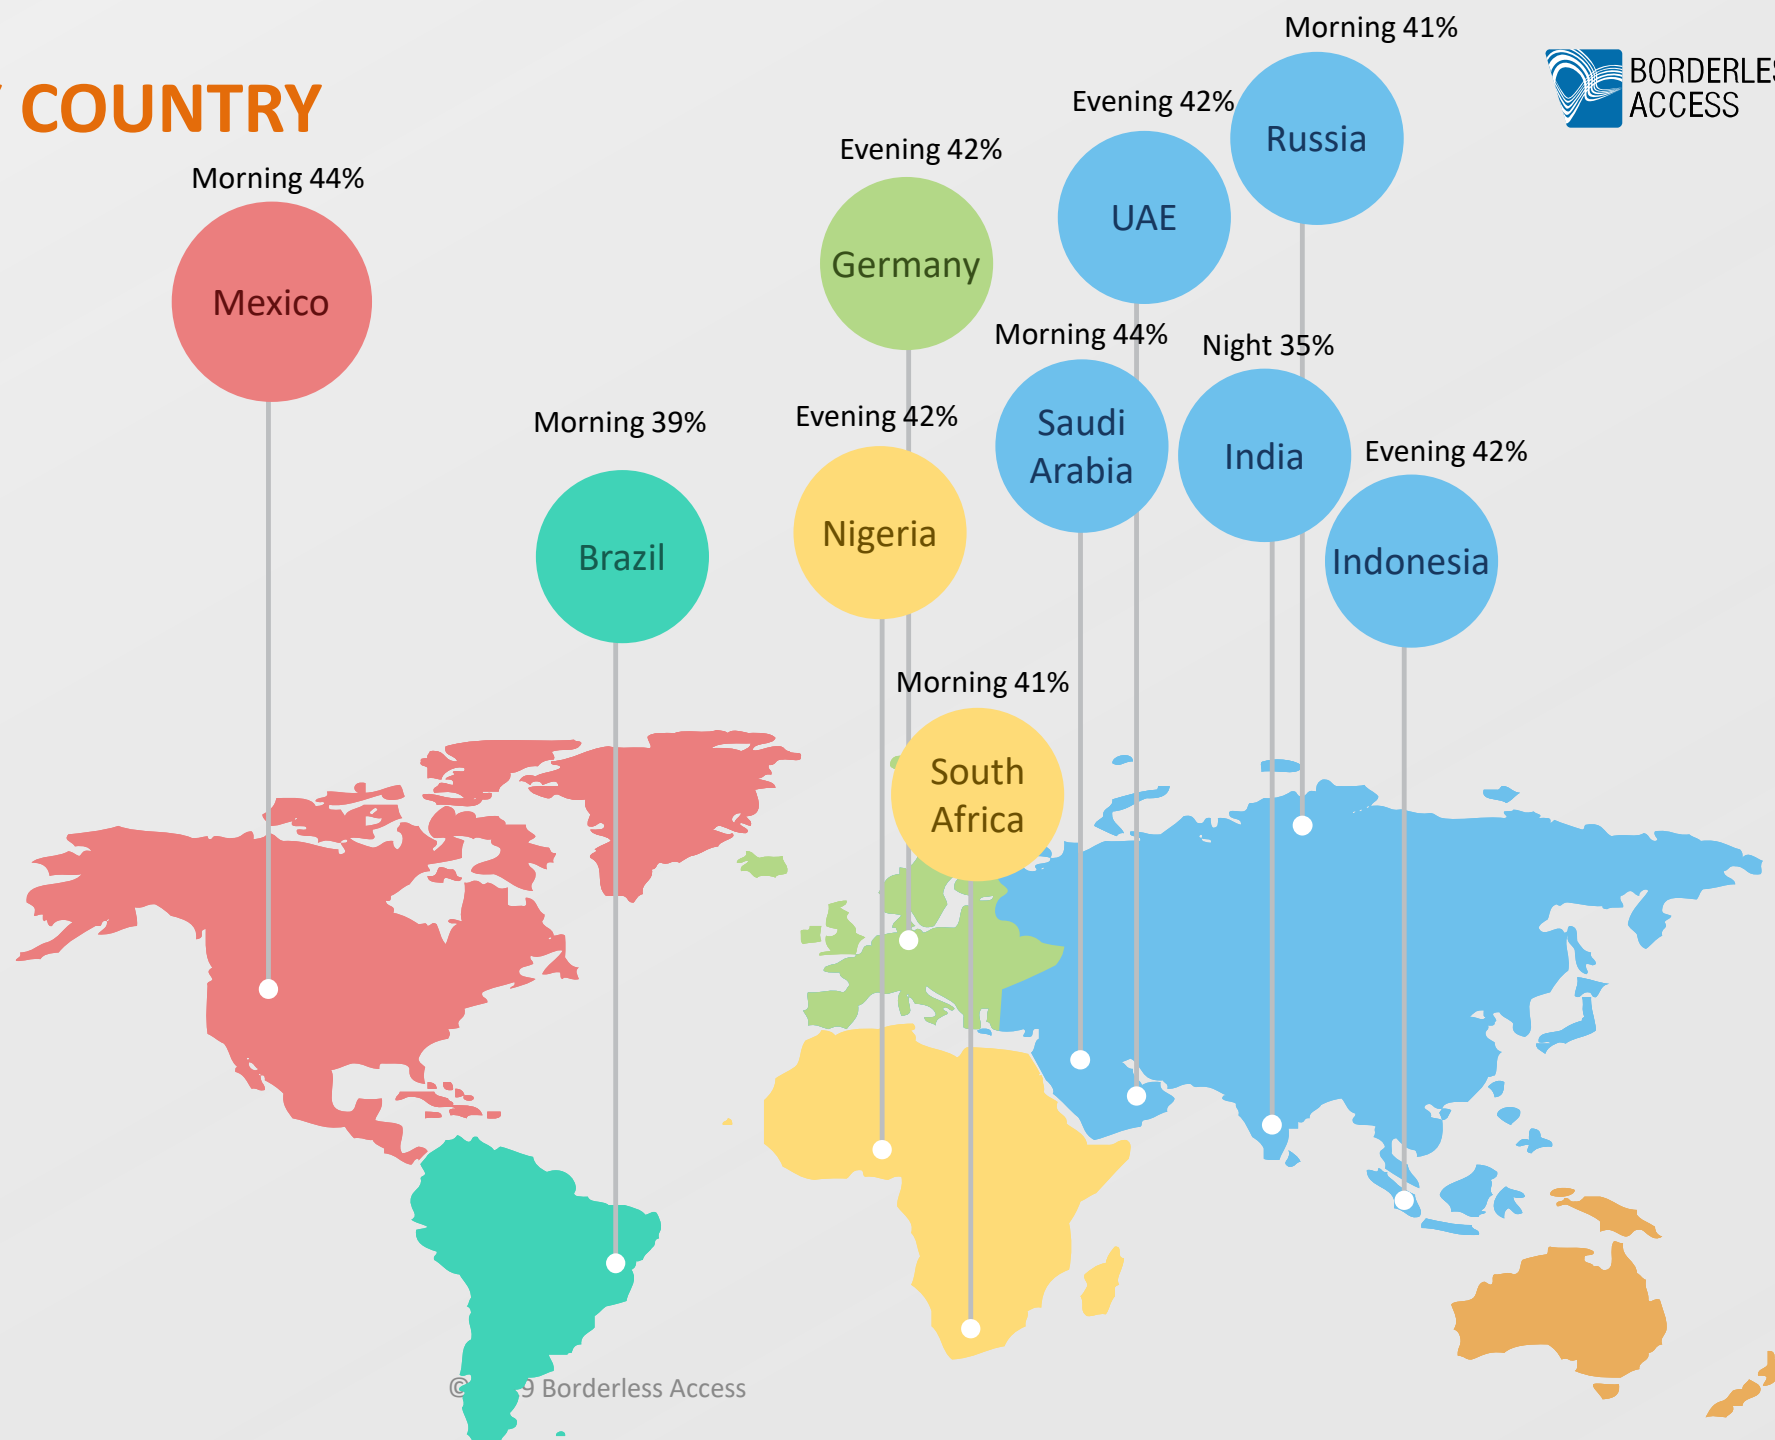 COUNTRY
BORDERLES
ACCESS
Morning 41%
Russia
Evening 42%
UAE
Evening 42%
Germany
Morning 44%
Mexico
Morning 44%
Saudi
Arabia
Night 35%
India
Evening 42%
Indonesia
Morning 39%
Brazil
Evening 42%
Nigeria
Morning 41%
South
Africa
© 9 Borderless Access